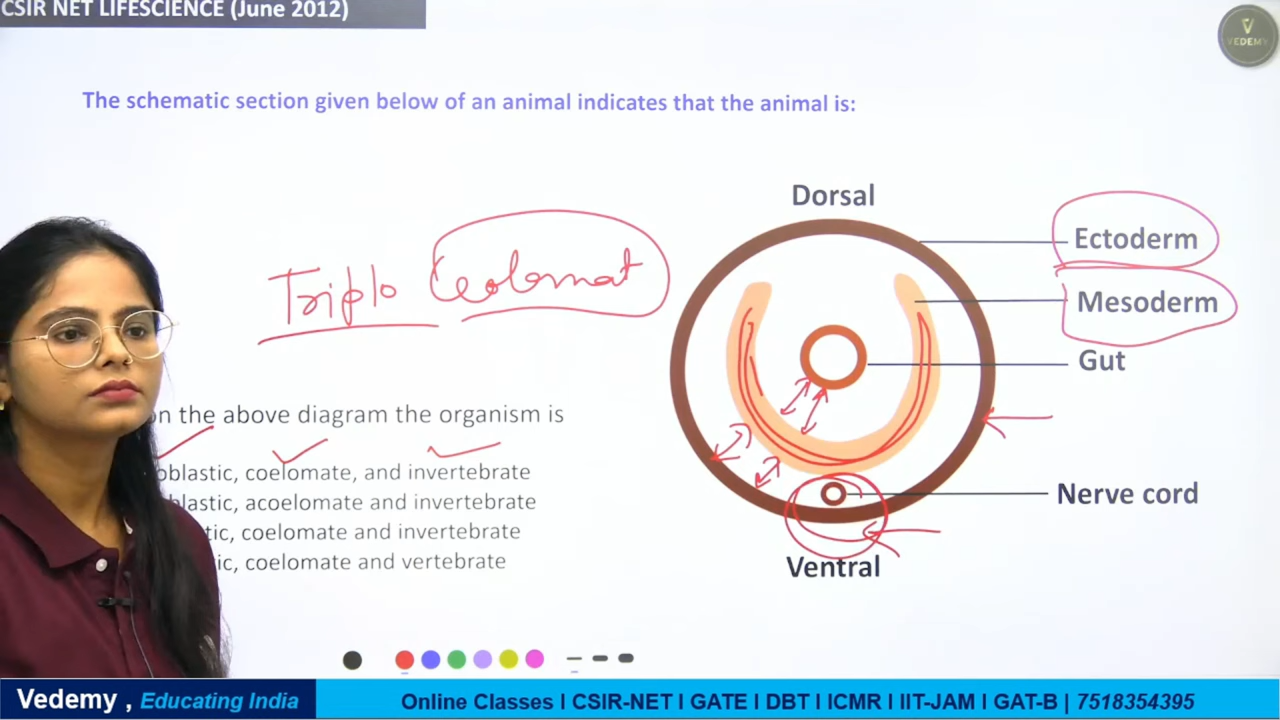 CSIR NET LIFESCIENCE (June 2012)
V
VEDEMY
The schematic section given below of an animal indicates that the animal is:
Dorsal
Ectoderm
Triplo Coelomat
Mesoderm
Gut
on the above diagram the organism is
oblastic, coelomate, and invertebrate
blastic, acoelomate and invertebrate
Nerve cord
tic, coelomate and invertebrate
ic, coelomate and vertebrate
Ventral
Vedemy , Educating India
Online Classes I CSIR-NET I GATE I DBT I ICMR I IIT-JAM I GAT-B | 7518354395